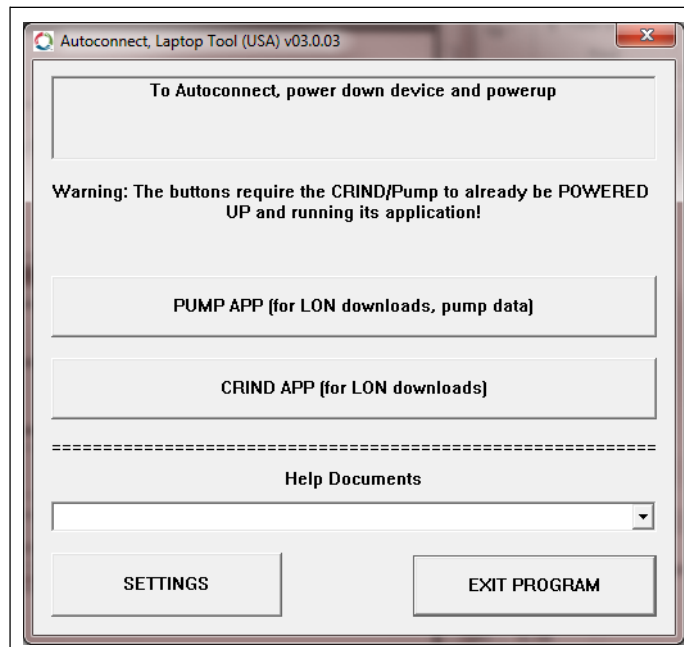 Autoconnect, Laptop Tool (USA) v03.0.03
To Autoconnect, power down device and powerup
Warning: The buttons require the CRIND/Pump to already be POWERED
UP and running its application!
PUMP APP (for LON downloads, pump data)
CRIND APP (for LON downloads)
============================================================
Help Documents
SETTINGS
EXIT PROGRAM